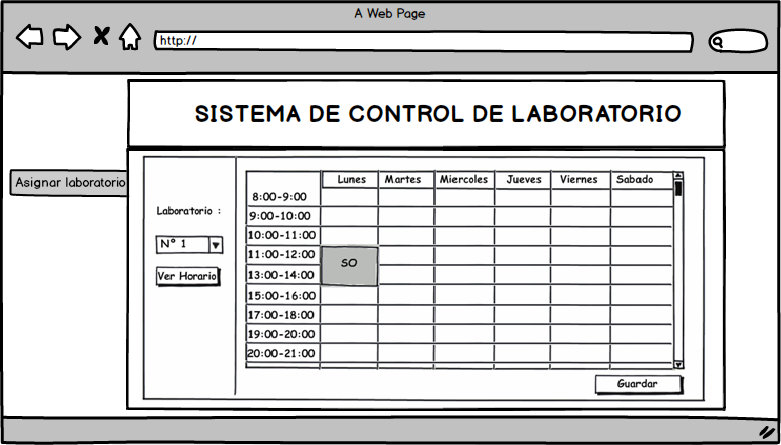 A Web Page
http://
SISTEMA DE CONTROL DE LABORATORIO
Asignar laboratorio
Laboratorio :
N° 1
Ver Horario
Lunes Martes Miercoles Jueves Viernes Sabado
8:00-9:00
9:00-10:00
10:00-11:00
11:00-12:00
SO
13:00-14:00
15:00-16:00
17:00-18:00
19:00-20:00
20:00-21:00
Guardar